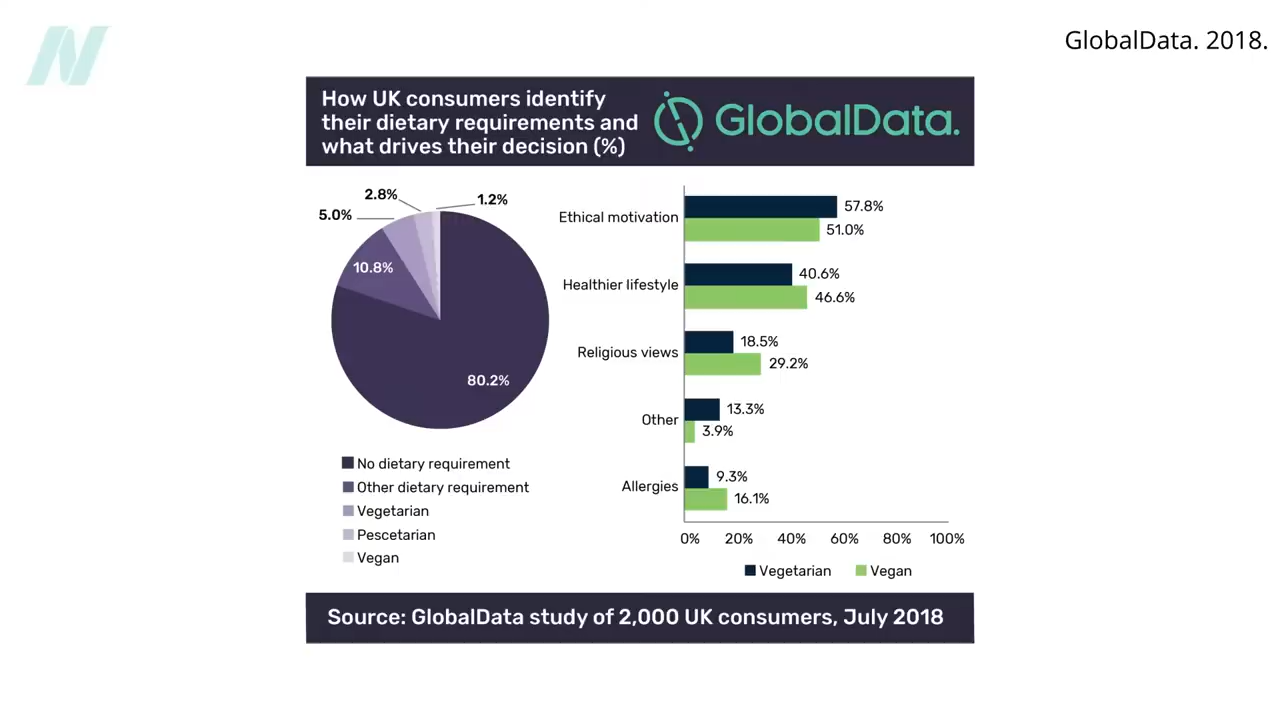 GlobalData. 2018.
How UK consumers identify
their dietary requirements and
what drives their decision (%)
GlobalData.
2.8%
1.2%
5.0%
10.8%
80.2%
No dietary requirement
Other dietary requirement
Vegetarian
Pescetarian
Vegan
Ethical motivation
57.8%
51.0%
Healthier lifestyle
40.6%
46.6%
Religious views
18.5%
29.2%
Other
13.3%
3.9%
Allergies
9.3%
16.1%
0% 20% 40% 60% 80% 100%
Vegetarian Vegan
Source: GlobalData study of 2,000 UK consumers, July 2018